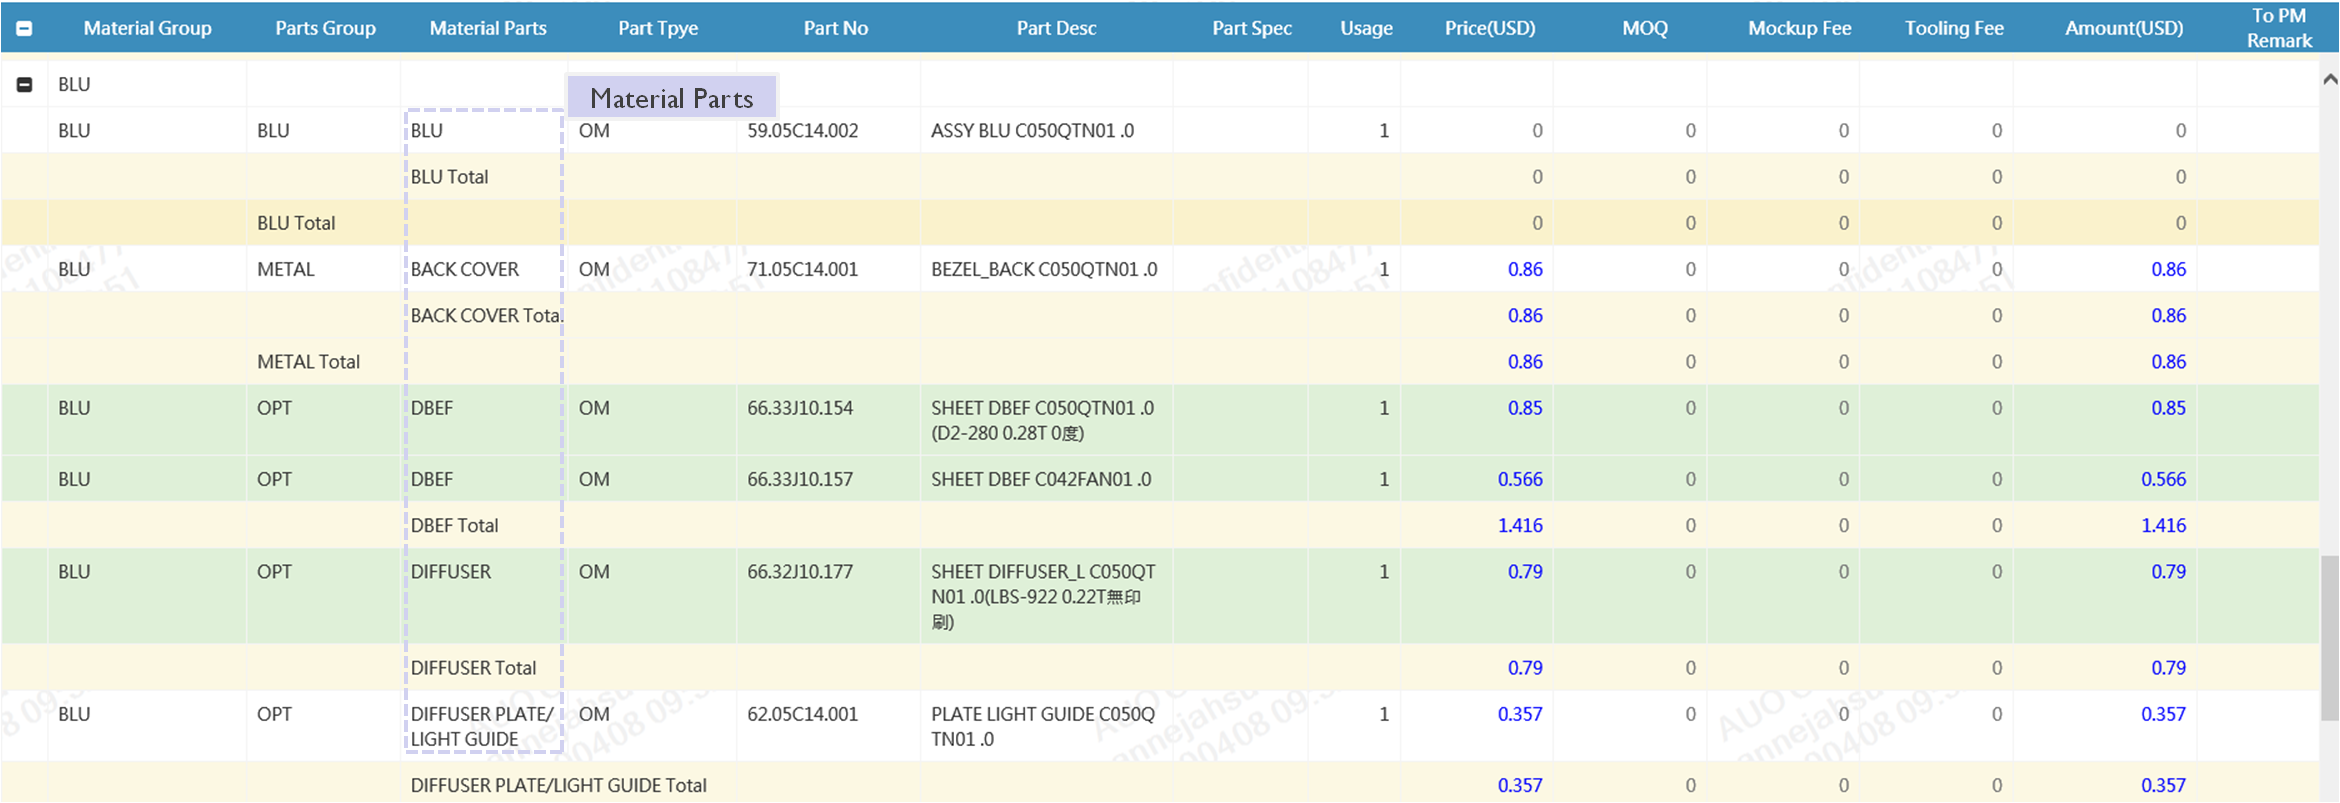 Material Group Parts Group Material Parts Part Tpye Part No Part Desc Part Spec Usage Price(USD) MOQ Mockup Fee Tooling Fee Amount(USD) To PM Remark
BLU
Material Parts
BLU BLU BLU OM 59.05C14.002 ASSY BLU C050QTN01 .0 1 0 0 0 0 0
BLU Total 0 0 0 0 0
BLU Total 0 0 0 0 0
BLU METAL BACK COVER OM 71.05C14.001 BEZEL_BACK C050QTN01 .0 1 0.86 0 0 0 0.86
BACK COVER Tota 0.86 0 0 0 0.86
METAL Total 0.86 0 0 0 0.86
BLU OPT DBEF OM 66.33J10.154 SHEET DBEF C050QTN01 .0 1 0.85 0 0 0 0.85
(D2-280 0.28T 0度)
BLU OPT DBEF OM 66.33J10.157 SHEET DBEF C042FAN01 .0 1 0.566 0 0 0 0.566
DBEF Total 1.416 0 0 0 1.416
BLU OPT DIFFUSER OM 66.32J10.177 SHEET DIFFUSER_L C050QT 1 0.79 0 0 0 0.79
N01 .0(LBS-922 0.22T無印
刷)
DIFFUSER Total 0.79 0 0 0 0.79
BLU OPT DIFFUSER PLATE/ OM 62.05C14.001 PLATE LIGHT GUIDE C050Q 1 0.357 0 0 0 0.357
LIGHT GUIDE TN01 .0
DIFFUSER PLATE/LIGHT GUIDE Total 0.357 0 0 0 0.357